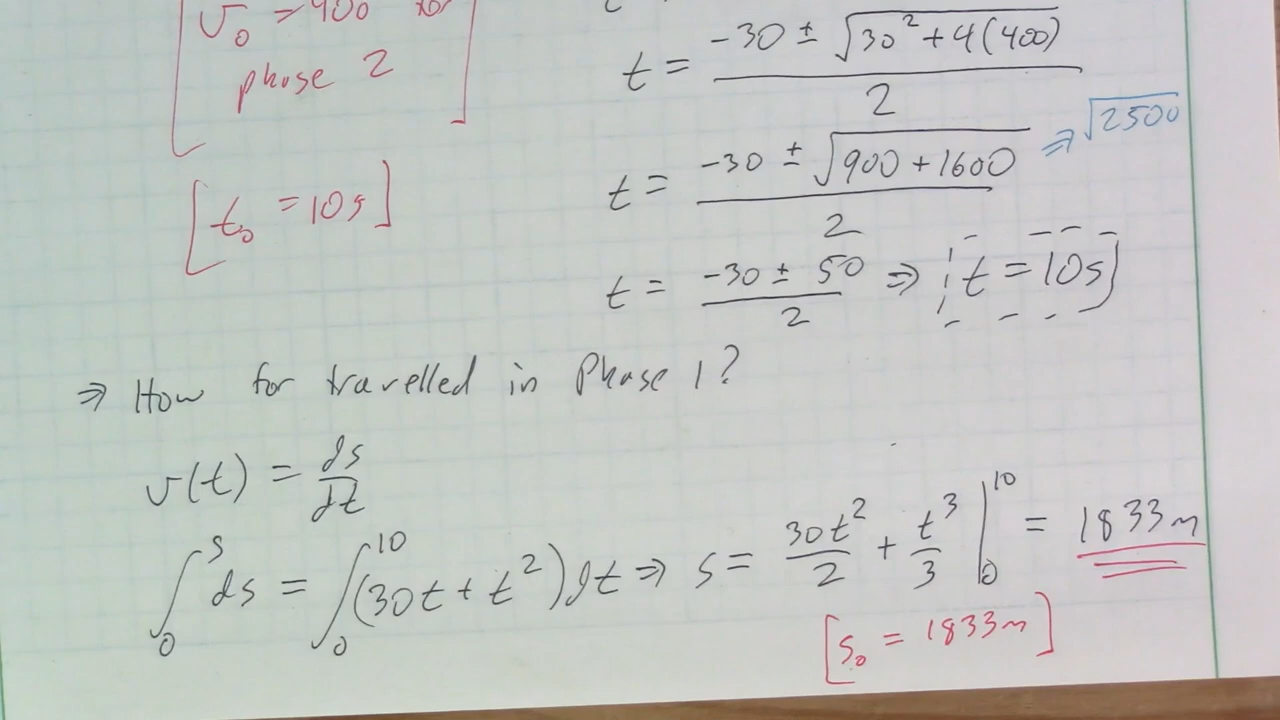 [v₀ = 400 for
phase 2]
[t₀ = 10s]
t = (-30 ± √(30² + 4(400))) / 2
t = (-30 ± √(900 + 1600)) / 2 ⇒ √2500
t = (-30 ± 50) / 2 ⇒ t = 10s
⇒ How far travelled in Phase 1?
v(t) = ds/dt
∫₀ˢ ds = ∫₀¹⁰ (30t + t²)dt ⇒ s = 30t²/2 + t³/3 |₀¹⁰ = 1833m
[s₀ = 1833m]